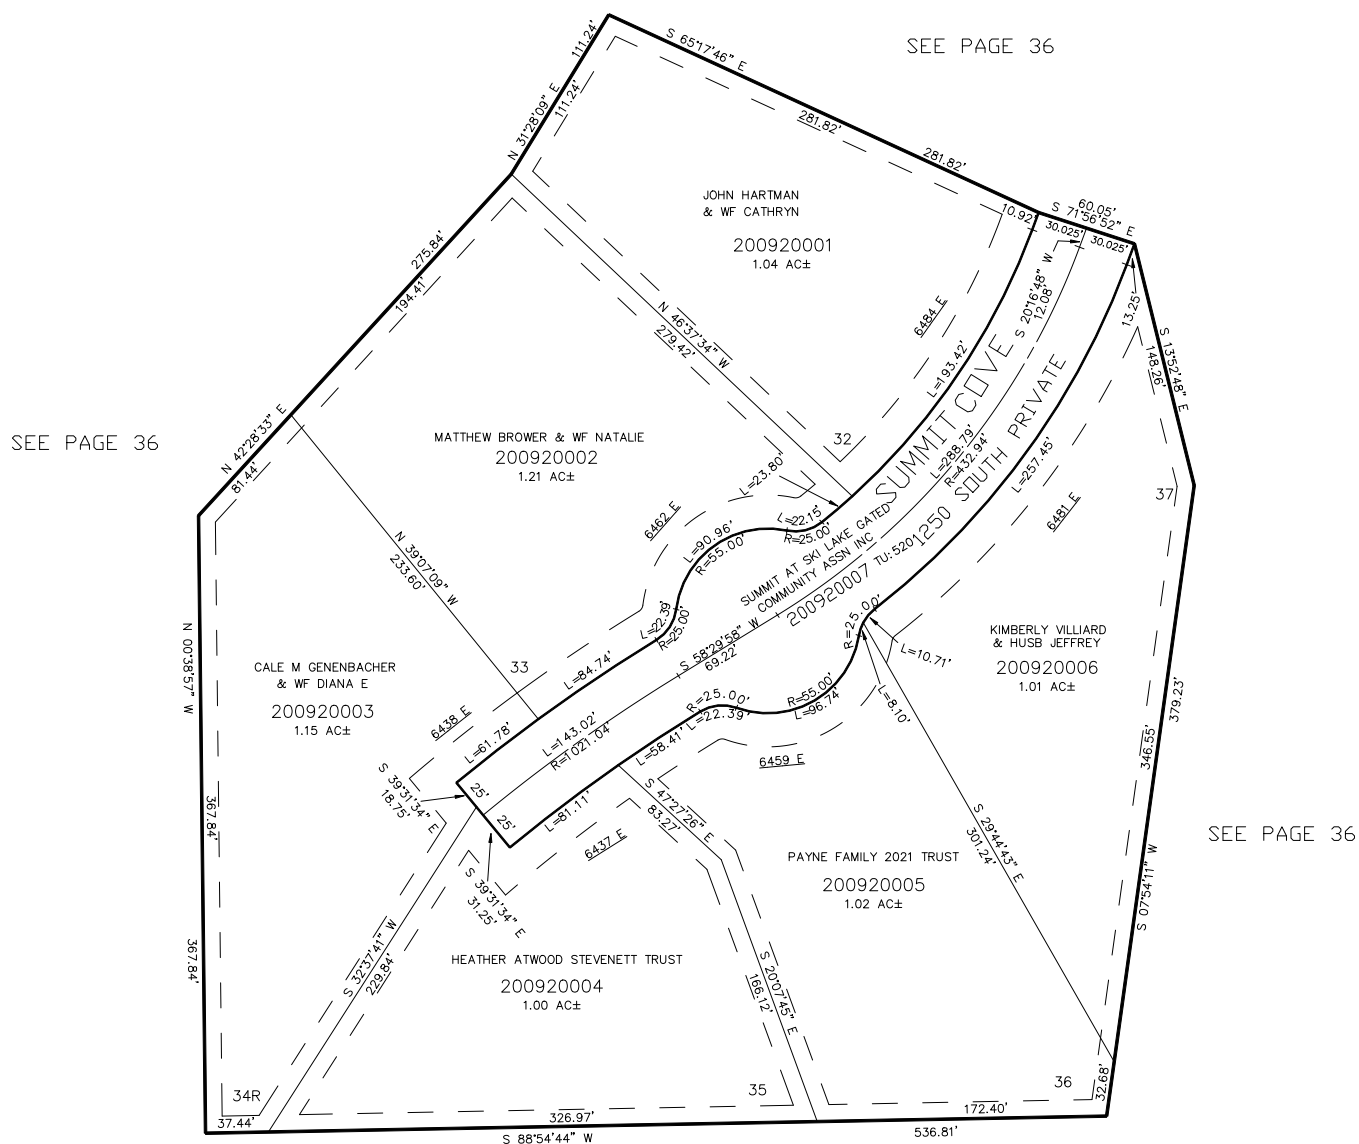 SEE PAGE 36
S 65°17'46" E
111.24'
N 31°28'09" E
111.24'
281.82'
281.82'
JOHN HARTMAN
& WF CATHRYN
200920001
1.04 AC±
10.92'
60.05'
S 71°56'52" E
30.025'
30.025'
S 20°16'48" W
12.08'
13.25'
S 13°52'48" E
148.26'
275.84'
194.41'
N 46°37'34" W
279.42'
6484 E
L=193.42'
SUMMIT COVE
1250 SOUTH PRIVATE
L=288.79'
R=432.94'
L=257.45'
6481 E
37
32
SEE PAGE 36
N 42°28'33" E
81.44'
MATTHEW BROWER & WF NATALIE
200920002
1.21 AC±
L=23.80'
L=22.15'
R=25.00'
6462 E
L=90.96'
R=55.00'
N 39°07'09" W
233.60'
SUMMIT AT SKI LAKE GATED
COMMUNITY ASSN INC
200920007 TU:520
L=22.39'
R=25.00'
S 58°29'58" W
69.22'
R=25.00'
L=10.71'
L=8.10'
KIMBERLY VILLIARD
& HUSB JEFFREY
200920006
1.01 AC±
N 00°38'57" W
CALE M GENENBACHER
& WF DIANA E
200920003
1.15 AC±
33
L=84.74'
6438 E
L=61.78'
L=143.02'
R=1021.04'
R=25.00'
L=22.39'
R=55.00'
L=96.74'
6459 E
L=58.41'
379.23'
346.55'
S 39°31'34" E
18.75'
25'
25'
L=81.11'
6437 E
S 47°27'26" E
83.27'
S 29°44'43" E
301.24'
SEE PAGE 36
S 07°54'11" W
367.84'
367.84'
S 39°31'34" E
31.25'
PAYNE FAMILY 2021 TRUST
200920005
1.02 AC±
S 32°37'41" W
229.84'
HEATHER ATWOOD STEVENETT TRUST
200920004
1.00 AC±
S 20°07'45" E
166.12'
34R
35
36
32.68'
37.44'
326.97'
172.40'
S 88°54'44" W
536.81'